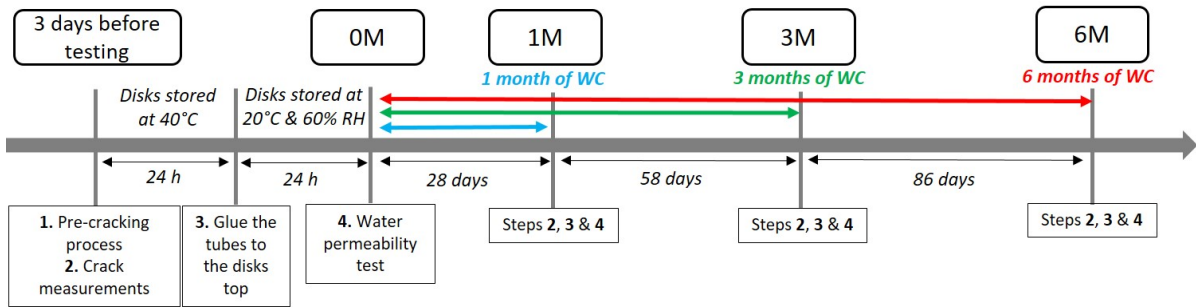 3 days before
testing
0M
1M
3M
6M
1 month of WC
3 months of WC
6 months of WC
Disks stored
at 40°C
Disks stored at
20°C & 60% RH
24 h
24 h
28 days
58 days
86 days
1. Pre-cracking
process
2. Crack
measurements
3. Glue the
tubes to
the disks
top
4. Water
permeability
test
Steps 2, 3 & 4
Steps 2, 3 & 4
Steps 2, 3 & 4